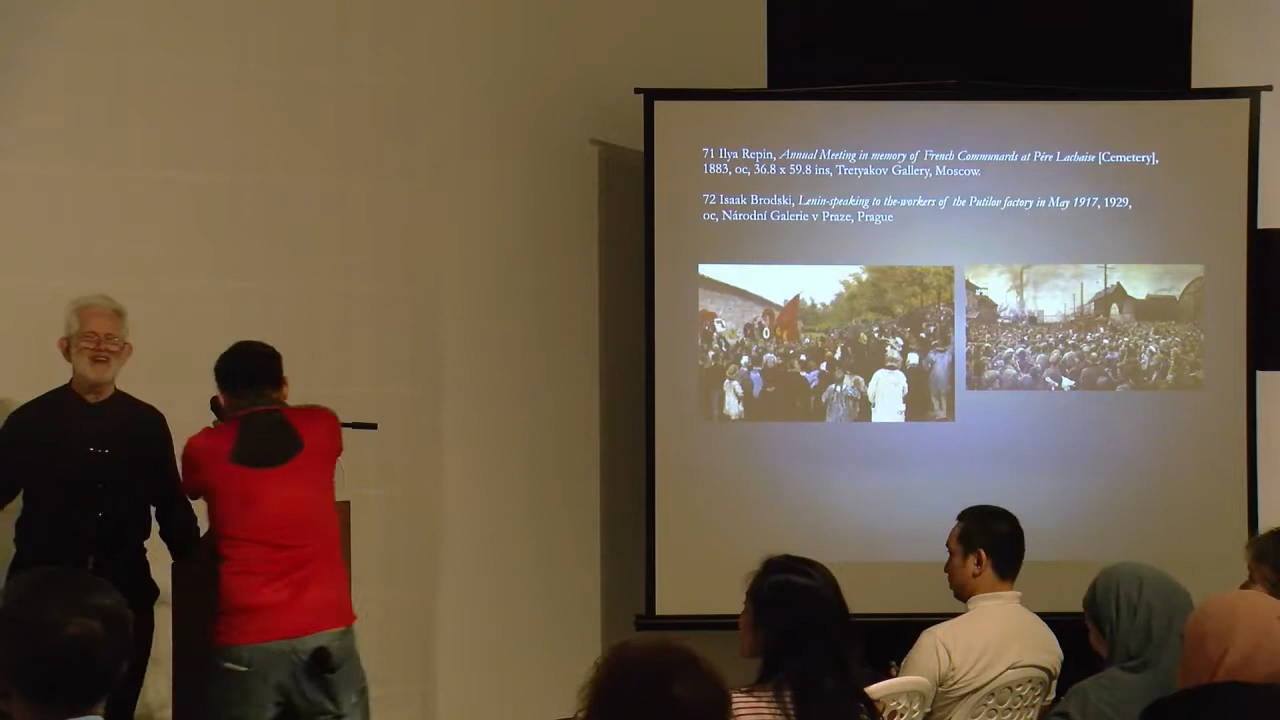 71 Ilya Repin, Annual Meeting in memory of French Communards at Père Lachaise [Cemetery],
1883, oc, 36.8 x 59.8 ins, Tretyakov Gallery, Moscow.
72 Isaak Brodski, Lenin-speaking to the-workers of the Putilov factory in May 1917, 1929,
oc, Národní Galerie v Praze, Prague